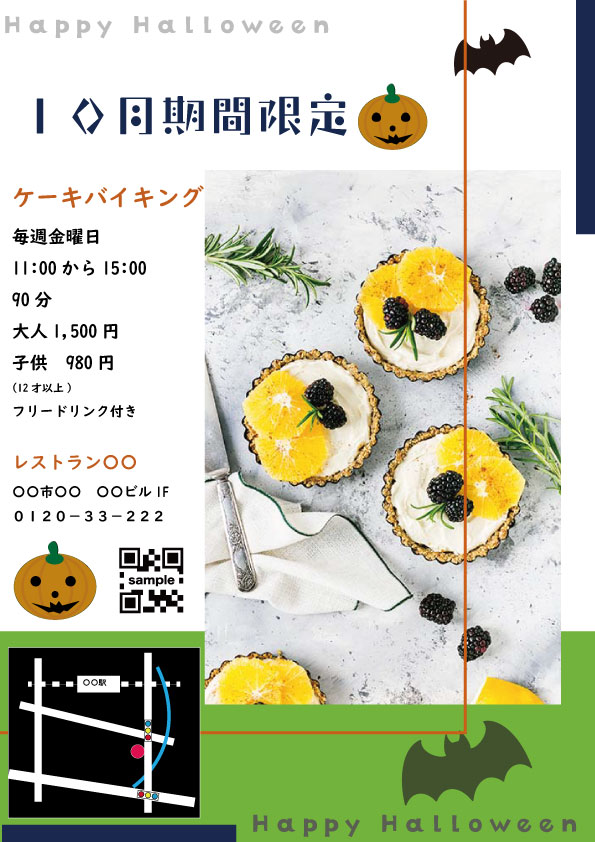 Happy Halloween
10月期間限定
ケーキバイキング
毎週金曜日
11:00から15:00
90分
大人1,500円
子供　980円
(12才以上)
フリードリンク付き
レストラン〇〇
〇〇市〇〇　〇〇ビル1F
0120-33-222
sample
〇〇駅
Happy Halloween